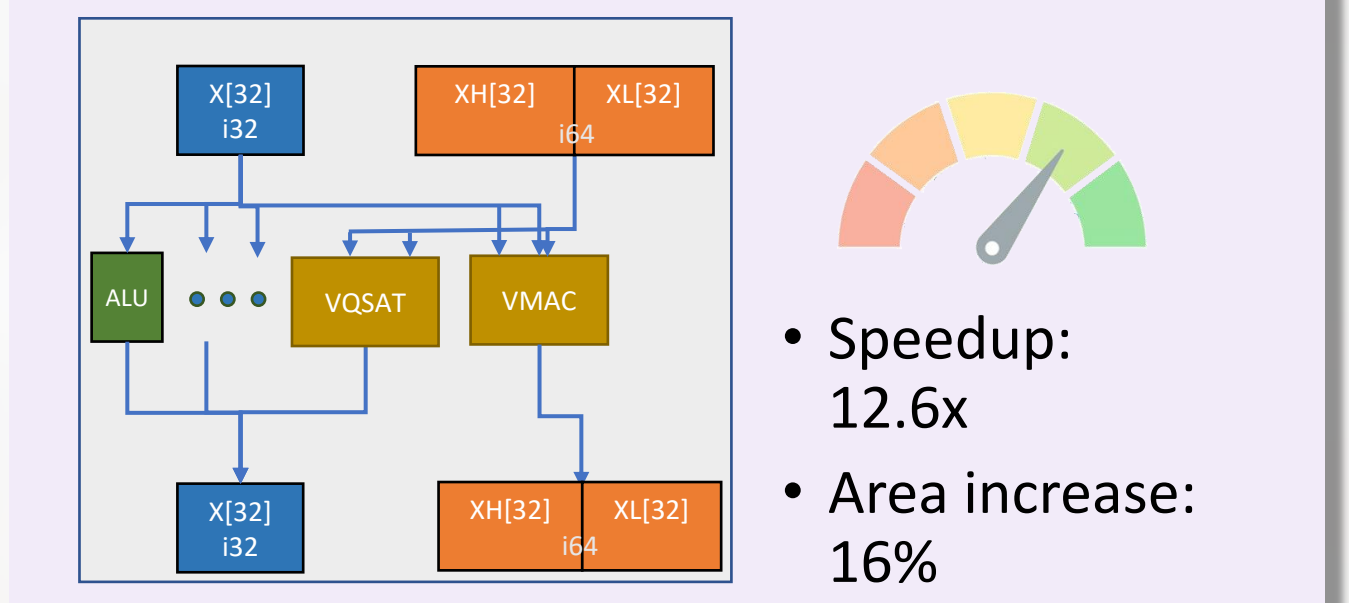 X[32]
i32
XH[32]
XL[32]
i64
ALU
VQSAT
VMAC
X[32]
i32
XH[32]
XL[32]
i64
• Speedup:
12.6x
• Area increase:
16%